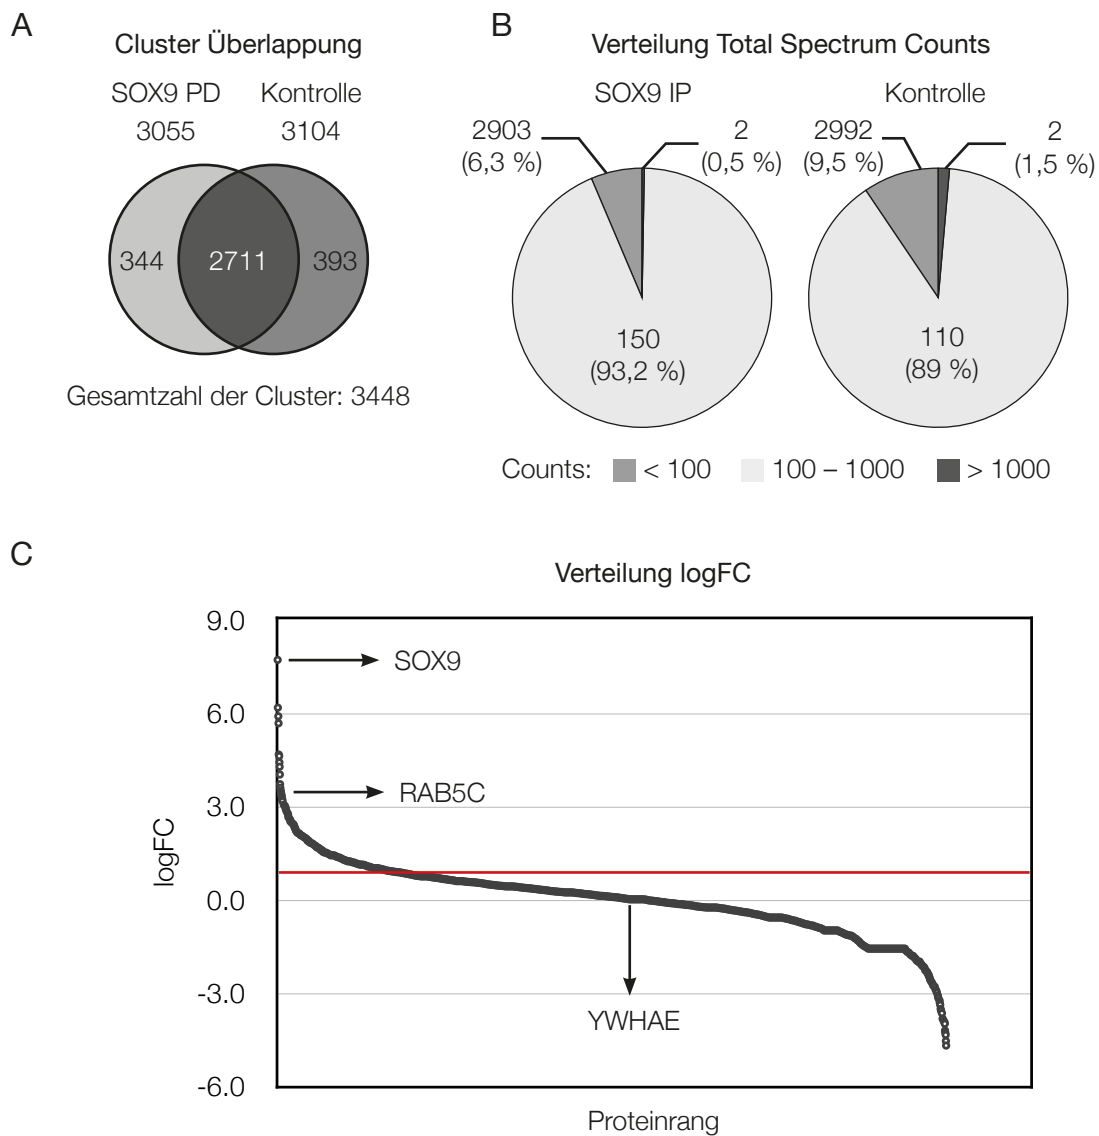 A
Cluster Überlappung
SOX9 PD
Kontrolle
3055
3104
344
2711
393
Gesamtzahl der Cluster: 3448
B
Verteilung Total Spectrum Counts
SOX9 IP
Kontrolle
2903
(6,3 %)
2
(0,5 %)
2992
(9,5 %)
2
(1,5 %)
150
(93,2 %)
110
(89 %)
Counts:
< 100
100 – 1000
> 1000
C
Verteilung logFC
9.0
6.0
3.0
0.0
-3.0
-6.0
logFC
SOX9
RAB5C
YWHAE
Proteinrang